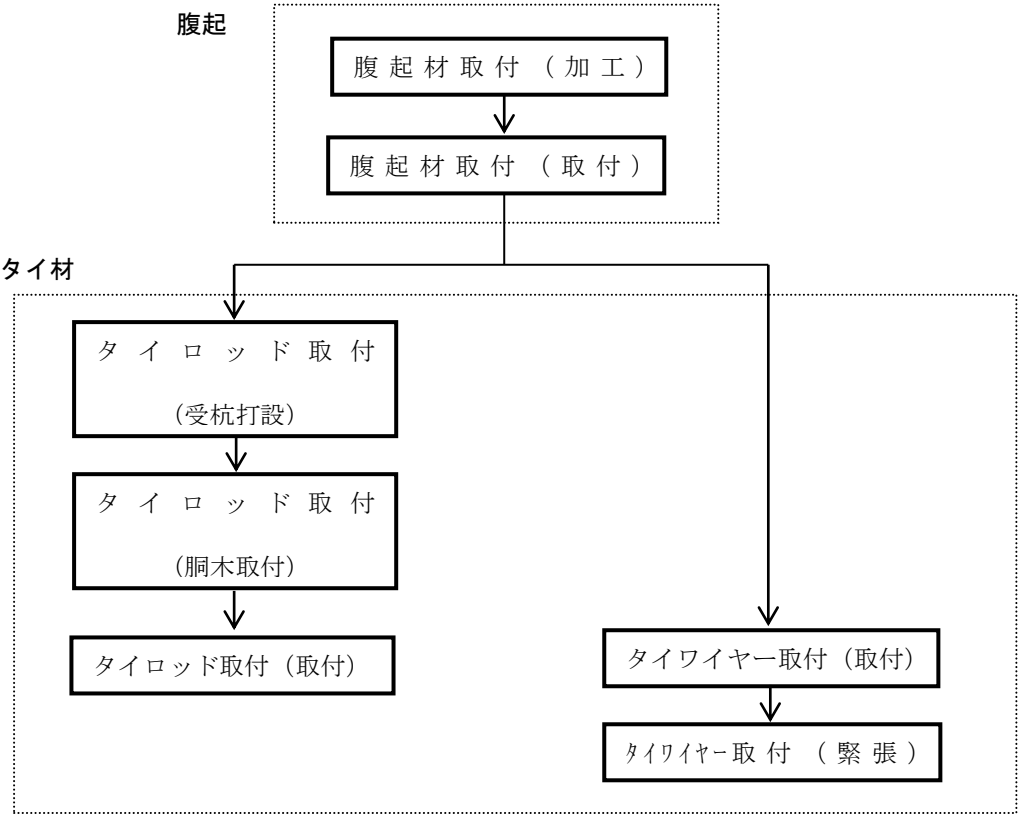 腹起
腹起材取付（加工）
腹起材取付（取付）
タイ材
タイロッド取付
（受杭打設）
タイロッド取付
（胴木取付）
タイロッド取付（取付）
タイワイヤー取付（取付）
ﾀｲﾜｲﾔｰ取付（緊張）